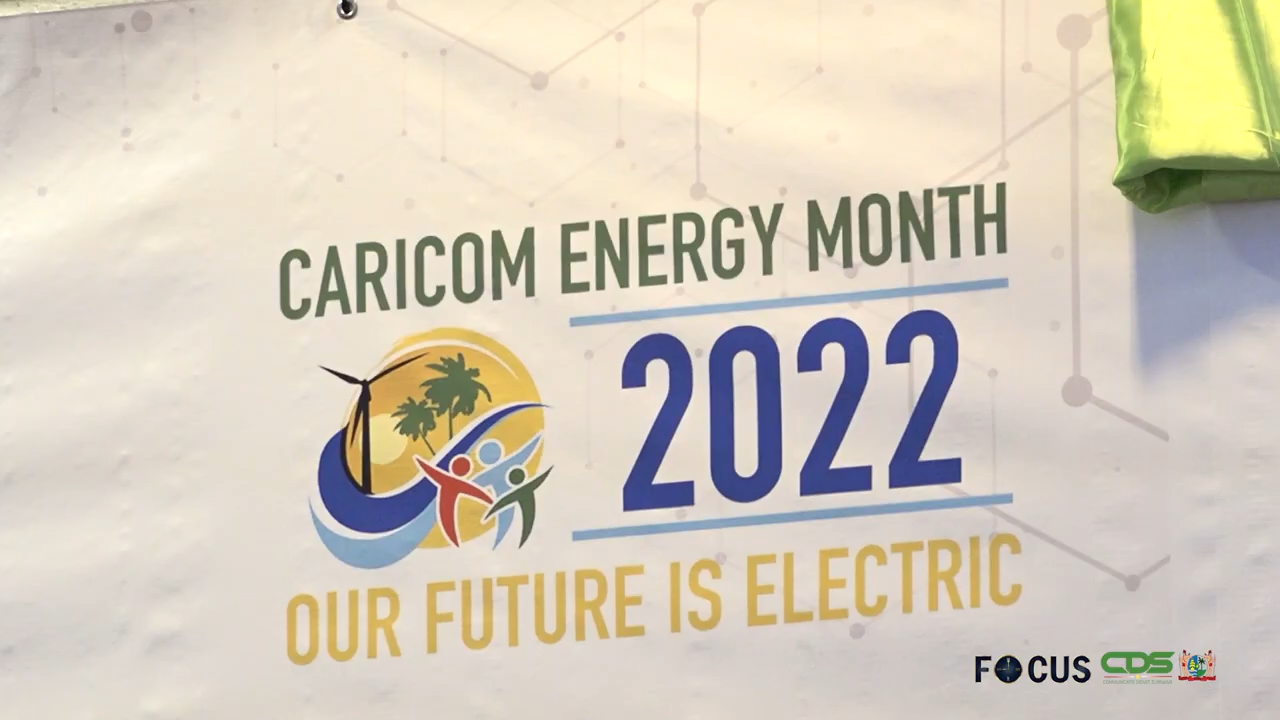 CARICOM ENERGY MONTH
2022
OUR FUTURE IS ELECTRIC
FOCUS CDS